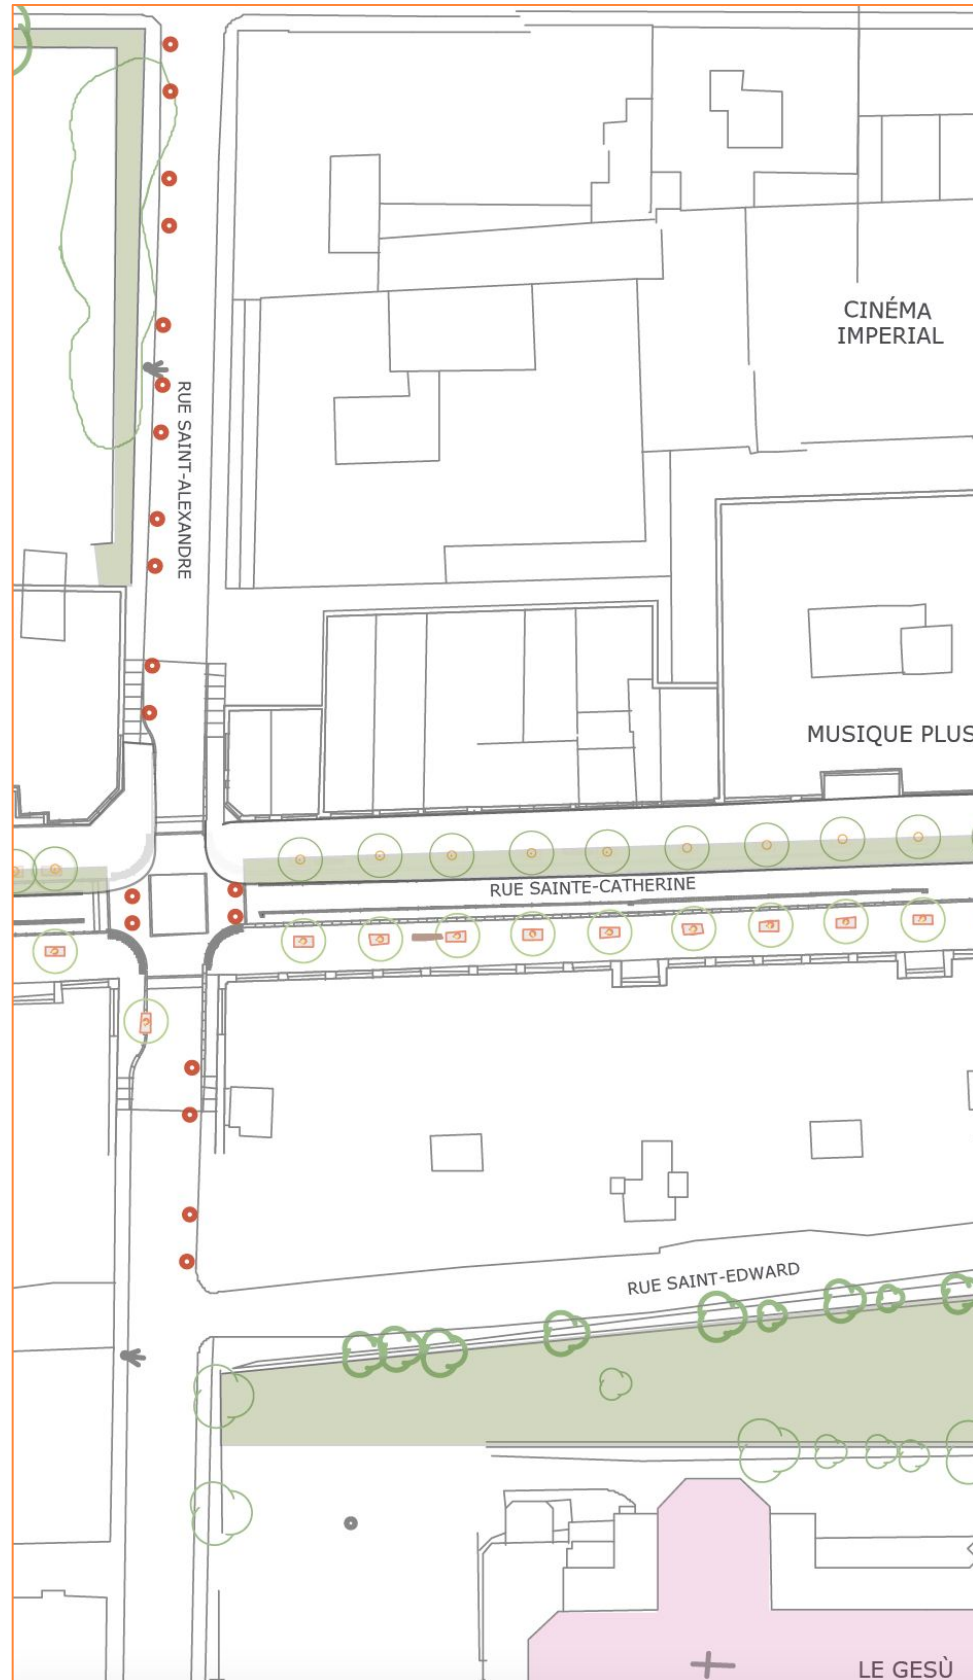 CINÉMA
IMPERIAL
RUE SAINT-ALEXANDRE
MUSIQUE PLUS
RUE SAINTE-CATHERINE
RUE SAINT-EDWARD
LE GESÙ